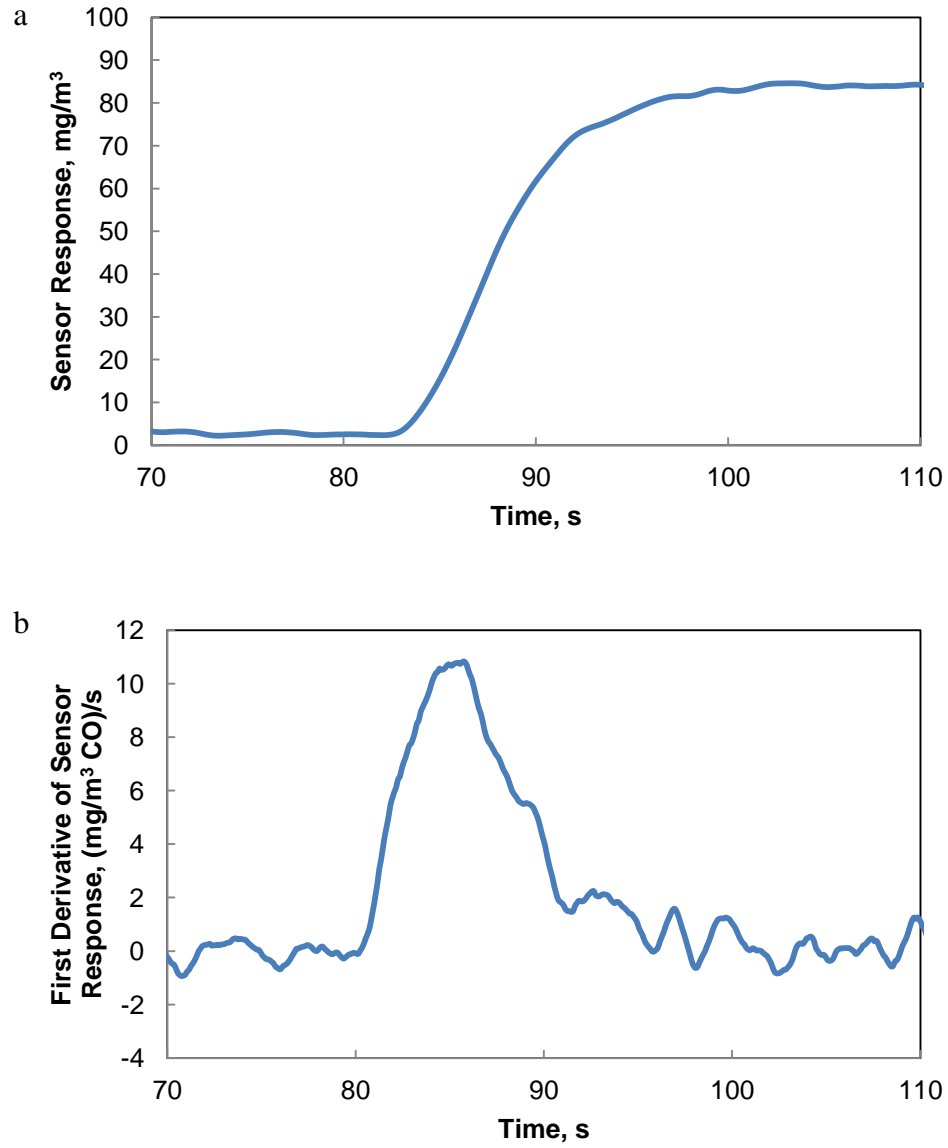 a
100
90
80
70
60
50
40
30
20
10
0
Sensor Response, mg/m³
70 80 90 100 110
Time, s
b
12
10
8
6
4
2
0
-2
-4
First Derivative of Sensor
Response, (mg/m³ CO)/s
70 80 90 100 110
Time, s